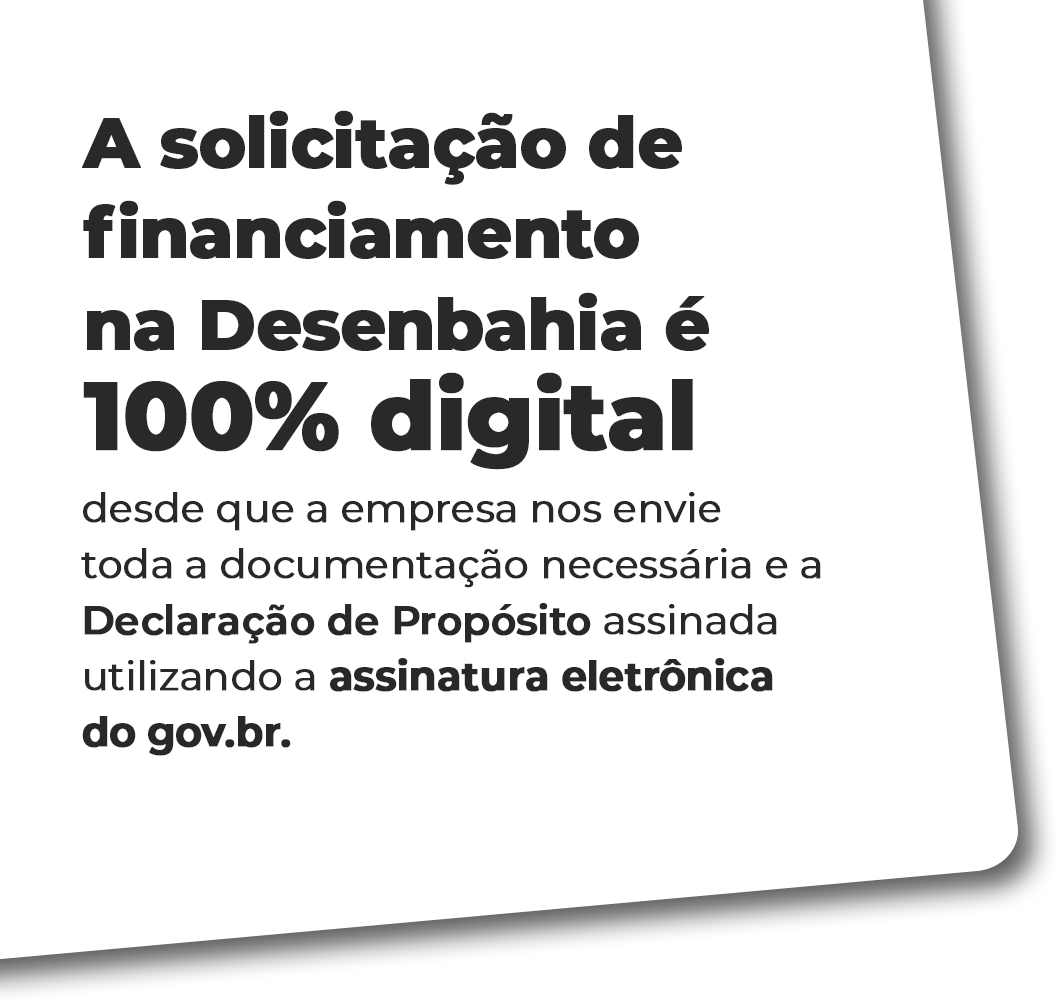 A solicitação de
financiamento
na Desenbahia é
100% digital
desde que a empresa nos envie
toda a documentação necessária e a
Declaração de Propósito assinada
utilizando a assinatura eletrônica
do gov.br.